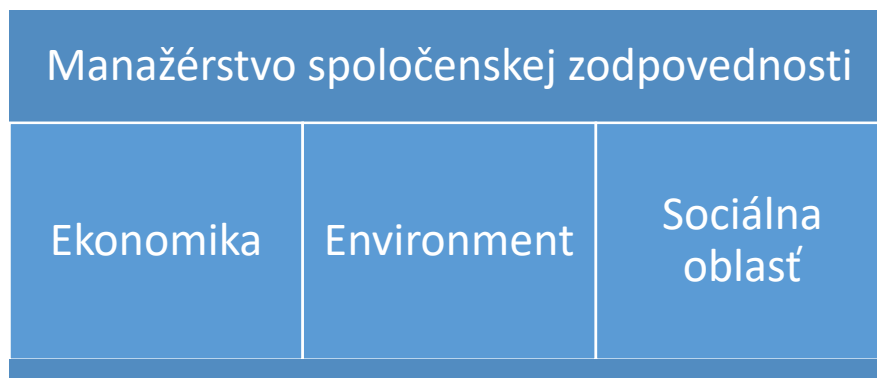 Manažérstvo spoločenskej zodpovednosti
Ekonomika
Environment
Sociálna
oblasť